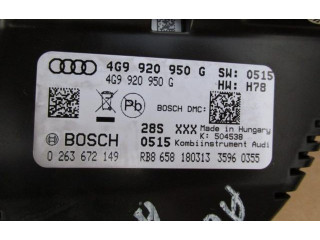 4G9 920 950 G SW: 0515
4G9 920 950 G HW: H78
Pb BOSCH DMC:
28S XXX Made in Hungary
K: 504538
BOSCH 0515 Kombiinstrument Audi
0 263 672 149 RB8 658 180313 3596 0355